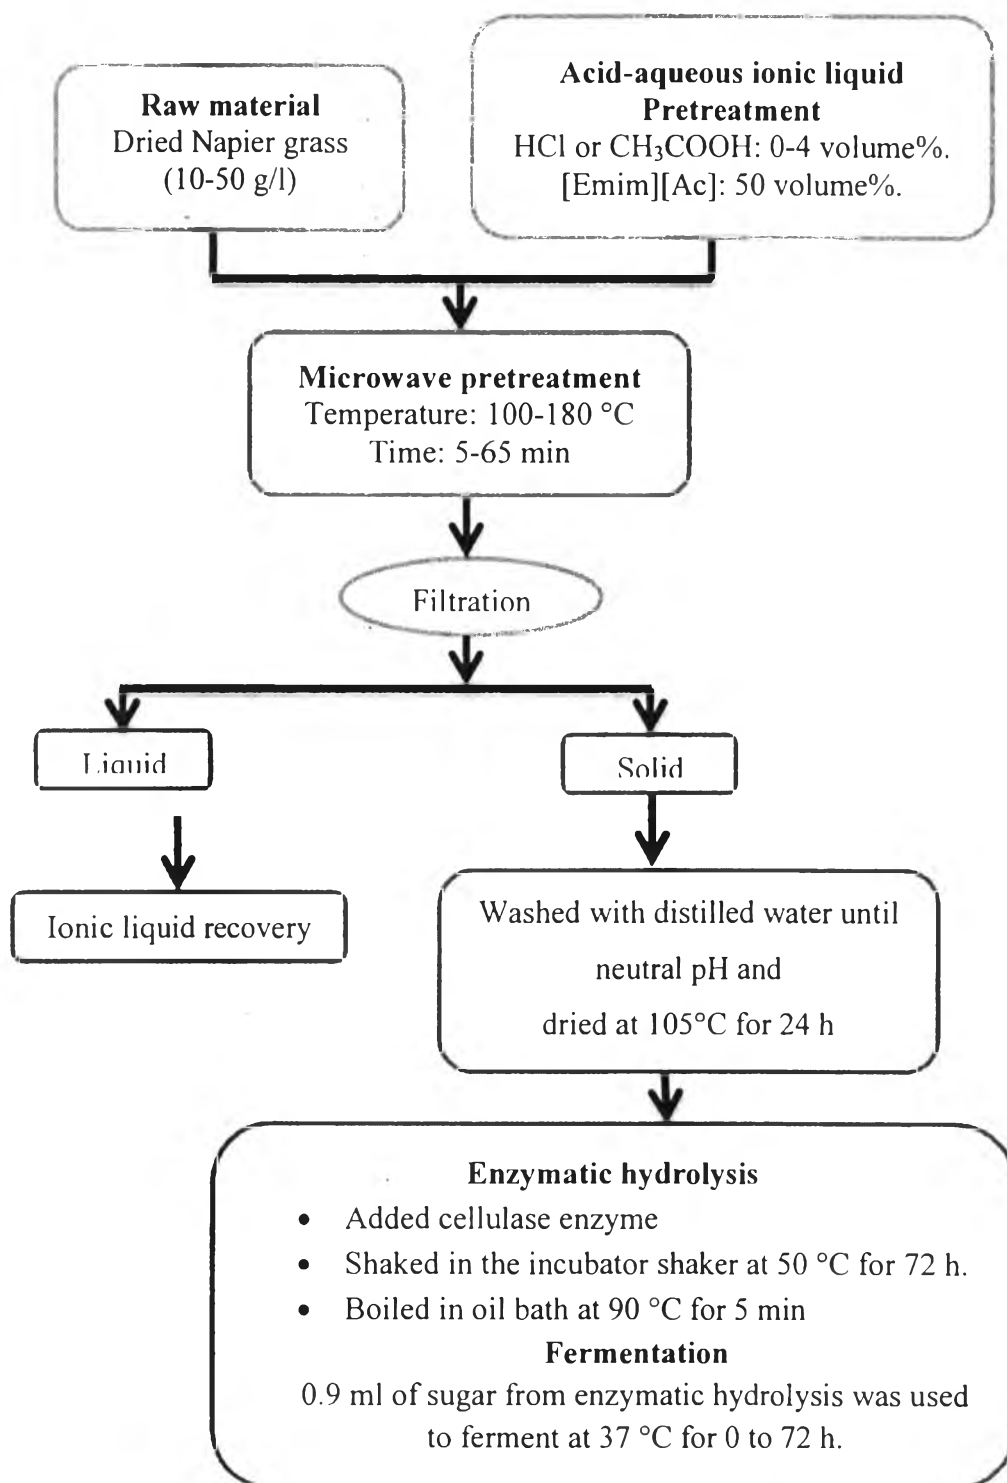 Raw material
Dried Napier grass
(10-50 g/l)
Acid-aqueous ionic liquid
Pretreatment
HCl or CH₃COOH: 0-4 volume%.
[Emim][Ac]: 50 volume%.
Microwave pretreatment
Temperature: 100-180 °C
Time: 5-65 min
Filtration
Liquid
Solid
Ionic liquid recovery
Washed with distilled water until
neutral pH and
dried at 105°C for 24 h
Enzymatic hydrolysis
• Added cellulase enzyme
• Shaked in the incubator shaker at 50 °C for 72 h.
• Boiled in oil bath at 90 °C for 5 min
Fermentation
0.9 ml of sugar from enzymatic hydrolysis was used
to ferment at 37 °C for 0 to 72 h.